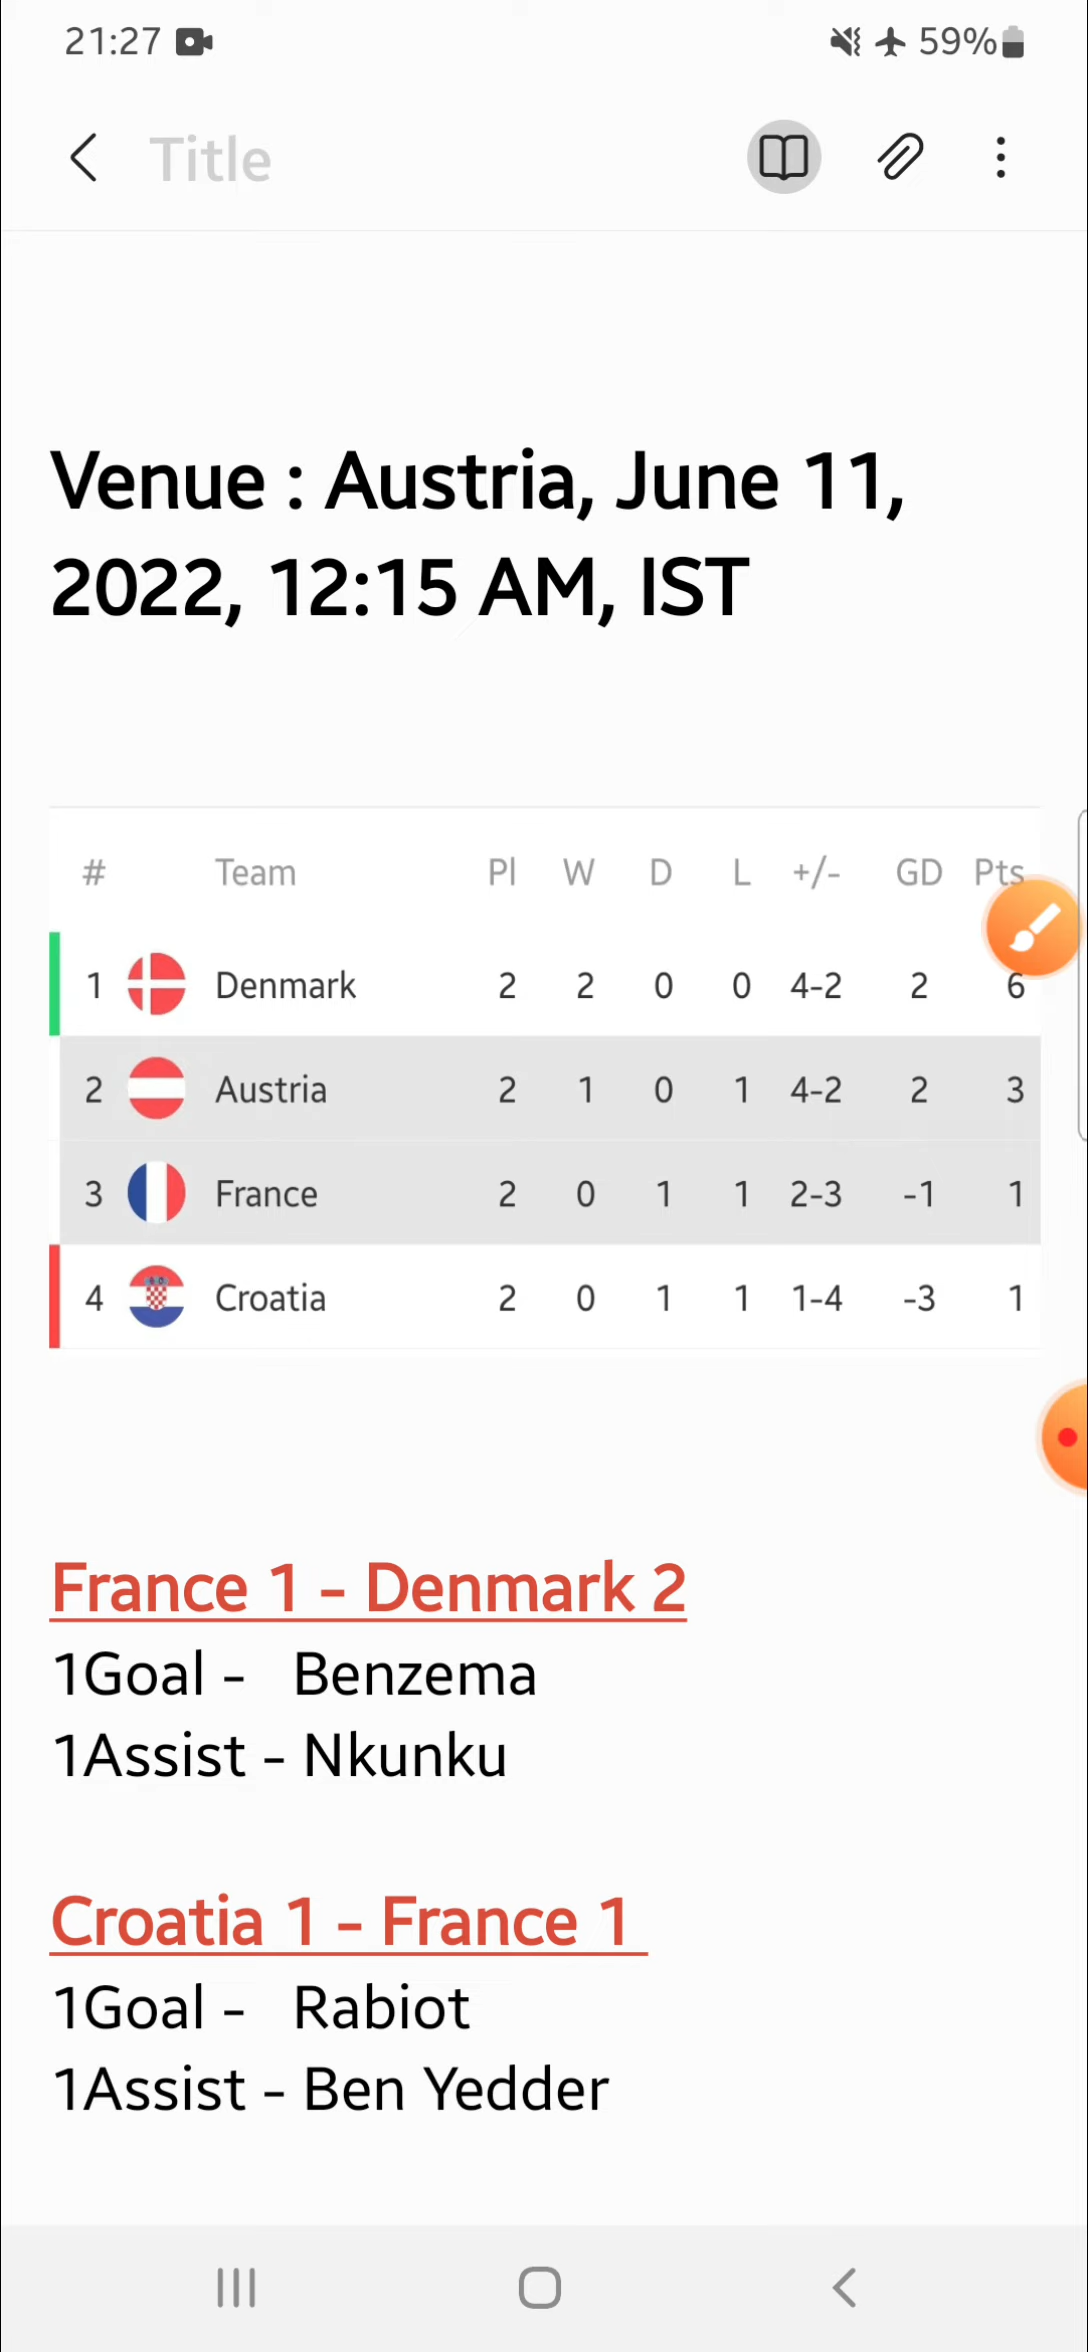 21:27 59%
Title
Venue : Austria, June 11,
2022, 12:15 AM, IST
# Team Pl W D L +/- GD Pts
1 Denmark 2 2 0 0 4-2 2 6
2 Austria 2 1 0 1 4-2 2 3
3 France 2 0 1 1 2-3 -1 1
4 Croatia 2 0 1 1 1-4 -3 1
France 1 - Denmark 2
1Goal - Benzema
1Assist - Nkunku
Croatia 1 - France 1
1Goal - Rabiot
1Assist - Ben Yedder